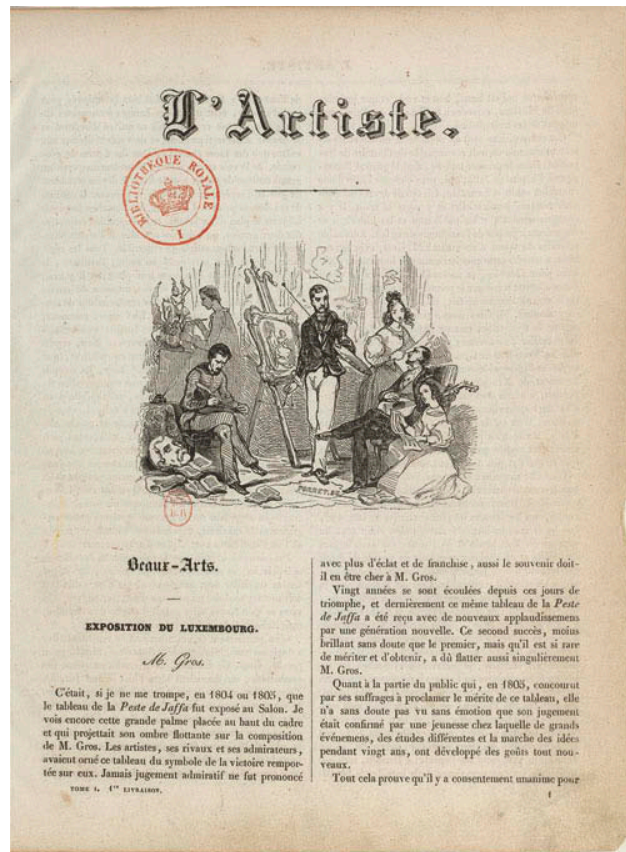 L'Artiste.
BIBLIOTHEQUE ROYALE
I
PORRET. SC.
Beaux-Arts.
EXPOSITION DU LUXEMBOURG.
M. Gros.
C'était, si je ne me trompe, en 1804 ou 1805, que
le tableau de la Peste de Jaffa fut exposé au Salon. Je
vois encore cette grande palme placée au haut du cadre
et qui projettait son ombre flottante sur la composition
de M. Gros. Les artistes, ses rivaux et ses admirateurs,
avaient orné ce tableau du symbole de la victoire rempor-
tée sur eux. Jamais jugement admiratif ne fut prononcé
TOME I. 1re LIVRAISON.
avec plus d'éclat et de franchise, aussi le souvenir doit-
il en être cher à M. Gros.
Vingt années se sont écoulées depuis ces jours de
triomphe, et dernièrement ce même tableau de la Peste
de Jaffa a été reçu avec de nouveaux applaudissemens
par une génération nouvelle. Ce second succès, moins
brillant sans doute que le premier, mais qu'il est si rare
de mériter et d'obtenir, a dû flatter aussi singulièrement
M. Gros.
Quant à la partie du public qui, en 1805, concourut
par ses suffrages à proclamer le mérite de ce tableau, elle
n'a sans doute pas vu sans émotion que son jugement
était confirmé par une jeunesse chez laquelle de grands
événemens, des études différentes et la marche des idées
pendant vingt ans, ont développé des goûts tout nou-
veaux.
Tout cela prouve qu'il y a consentement unanime pour
1